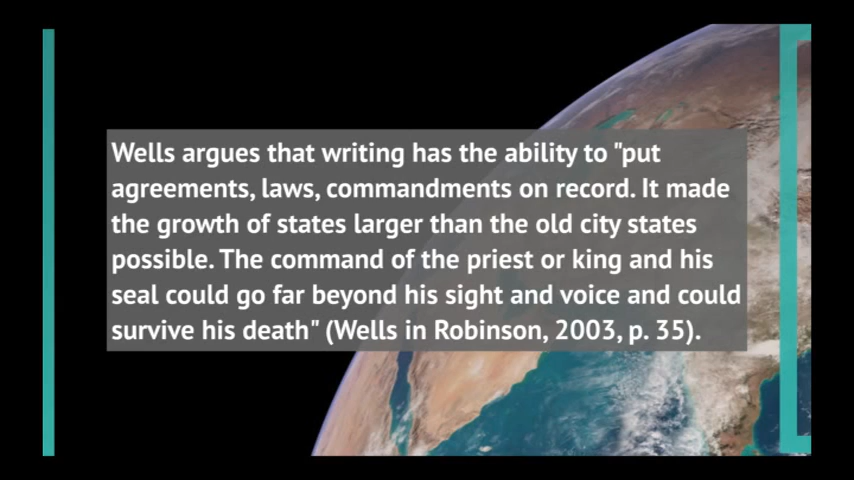 Wells argues that writing has the ability to "put
agreements, laws, commandments on record. It made
the growth of states larger than the old city states
possible. The command of the priest or king and his
seal could go far beyond his sight and voice and could
survive his death" (Wells in Robinson, 2003, p. 35).